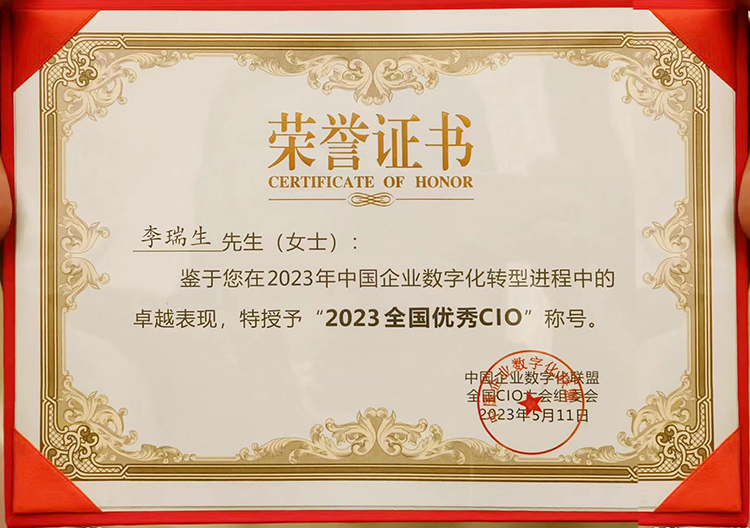 荣誉证书
CERTIFICATE OF HONOR
李瑞生 先生（女士）：
鉴于您在2023年中国企业数字化转型进程中的
卓越表现，特授予“2023全国优秀CIO”称号。
中国企业数字化联盟
全国CIO大会组委会
2023年5月11日